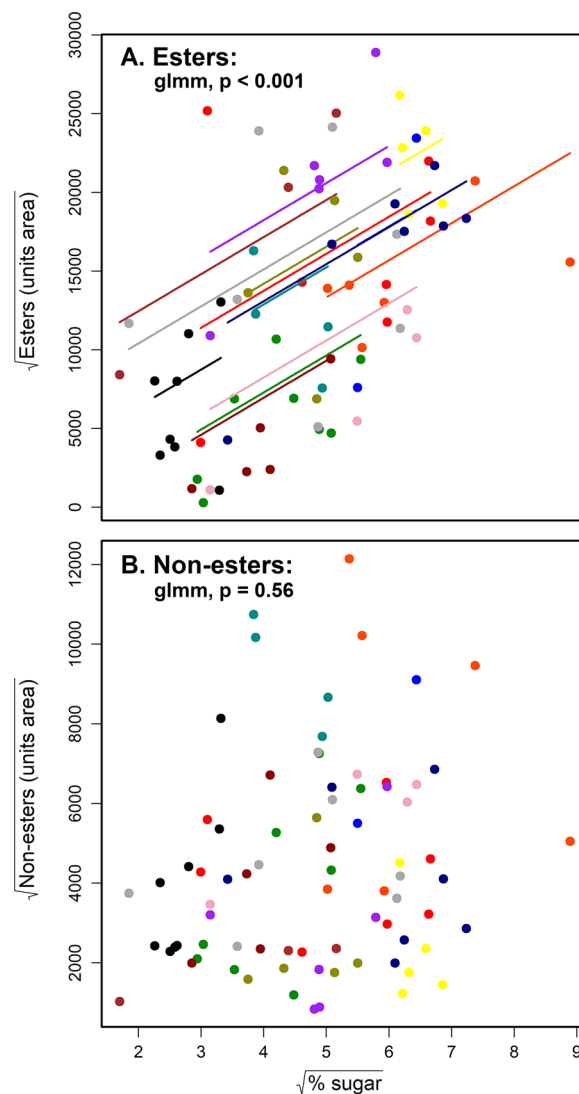 A. Esters:
glmm, p < 0.001
30000
25000
20000
15000
10000
5000
0
√Esters (units area)
B. Non-esters:
glmm, p = 0.56
12000
10000
8000
6000
4000
2000
√Non-esters (units area)
2 3 4 5 6 7 8 9
√% sugar